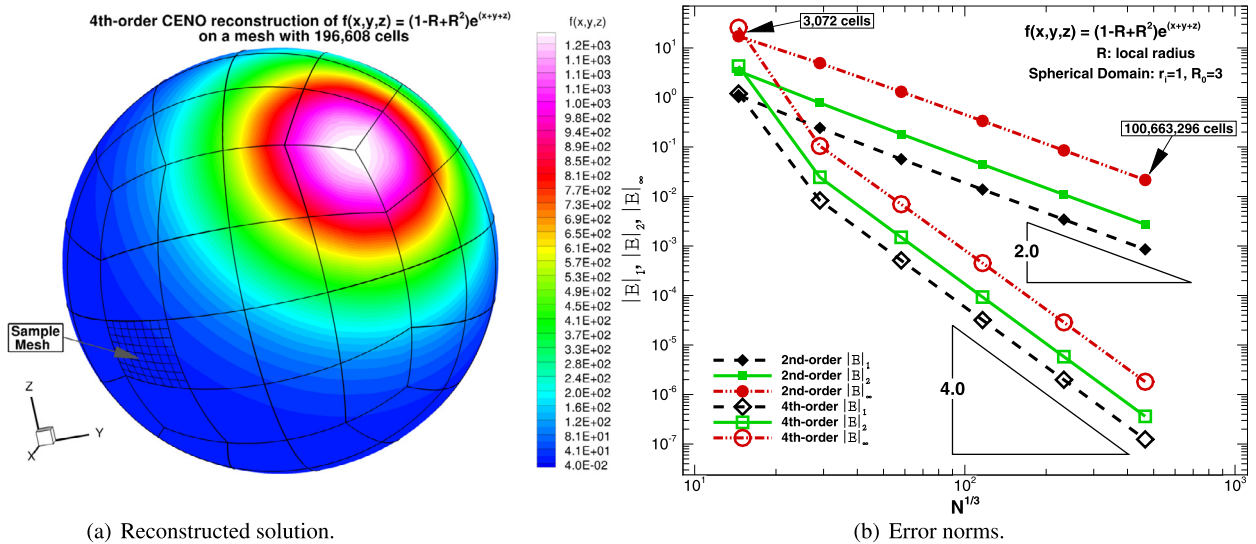 4th-order CENO reconstruction of f(x,y,z) = (1-R+R²)e^(x+y+z)
on a mesh with 196,608 cells
f(x,y,z)
1.2E+03
1.1E+03
1.1E+03
1.1E+03
1.0E+03
9.8E+02
9.4E+02
8.9E+02
8.5E+02
8.1E+02
7.7E+02
7.3E+02
6.9E+02
6.5E+02
6.1E+02
5.7E+02
5.3E+02
4.9E+02
4.5E+02
4.1E+02
3.7E+02
3.2E+02
2.8E+02
2.4E+02
2.0E+02
1.6E+02
1.2E+02
8.1E+01
4.1E+01
4.0E-02
Sample
Mesh
Z
Y
X
(a) Reconstructed solution.
|E|₁, |E|₂, |E|∞
10¹
10⁰
10⁻¹
10⁻²
10⁻³
10⁻⁴
10⁻⁵
10⁻⁶
10⁻⁷
3,072 cells
f(x,y,z) = (1-R+R²)e^(x+y+z)
R: local radius
Spherical Domain: rᵢ=1, R₀=3
100,663,296 cells
2.0
4.0
2nd-order |E|₁
2nd-order |E|₂
2nd-order |E|∞
4th-order |E|₁
4th-order |E|₂
4th-order |E|∞
10¹
10²
10³
N^1/3
(b) Error norms.